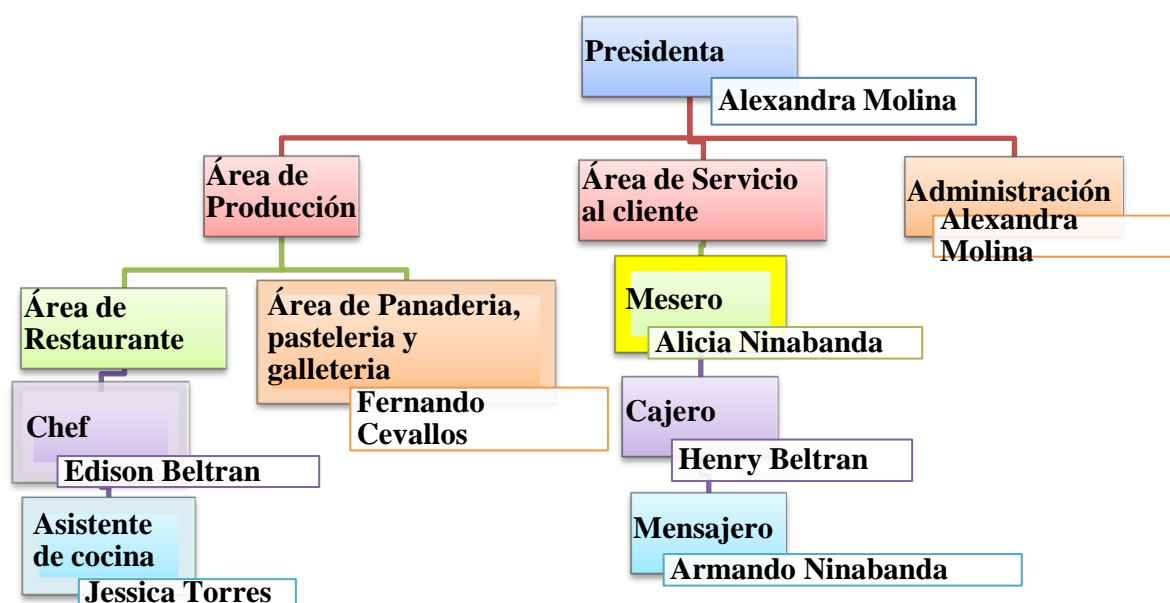 Presidenta
Alexandra Molina
Área de
Producción
Área de Servicio
al cliente
Administración
Alexandra
Molina
Área de
Restaurante
Área de Panaderia,
pasteleria y
galleteria
Fernando
Cevallos
Mesero
Alicia Ninabanda
Chef
Edison Beltran
Cajero
Henry Beltran
Asistente
de cocina
Jessica Torres
Mensajero
Armando Ninabanda